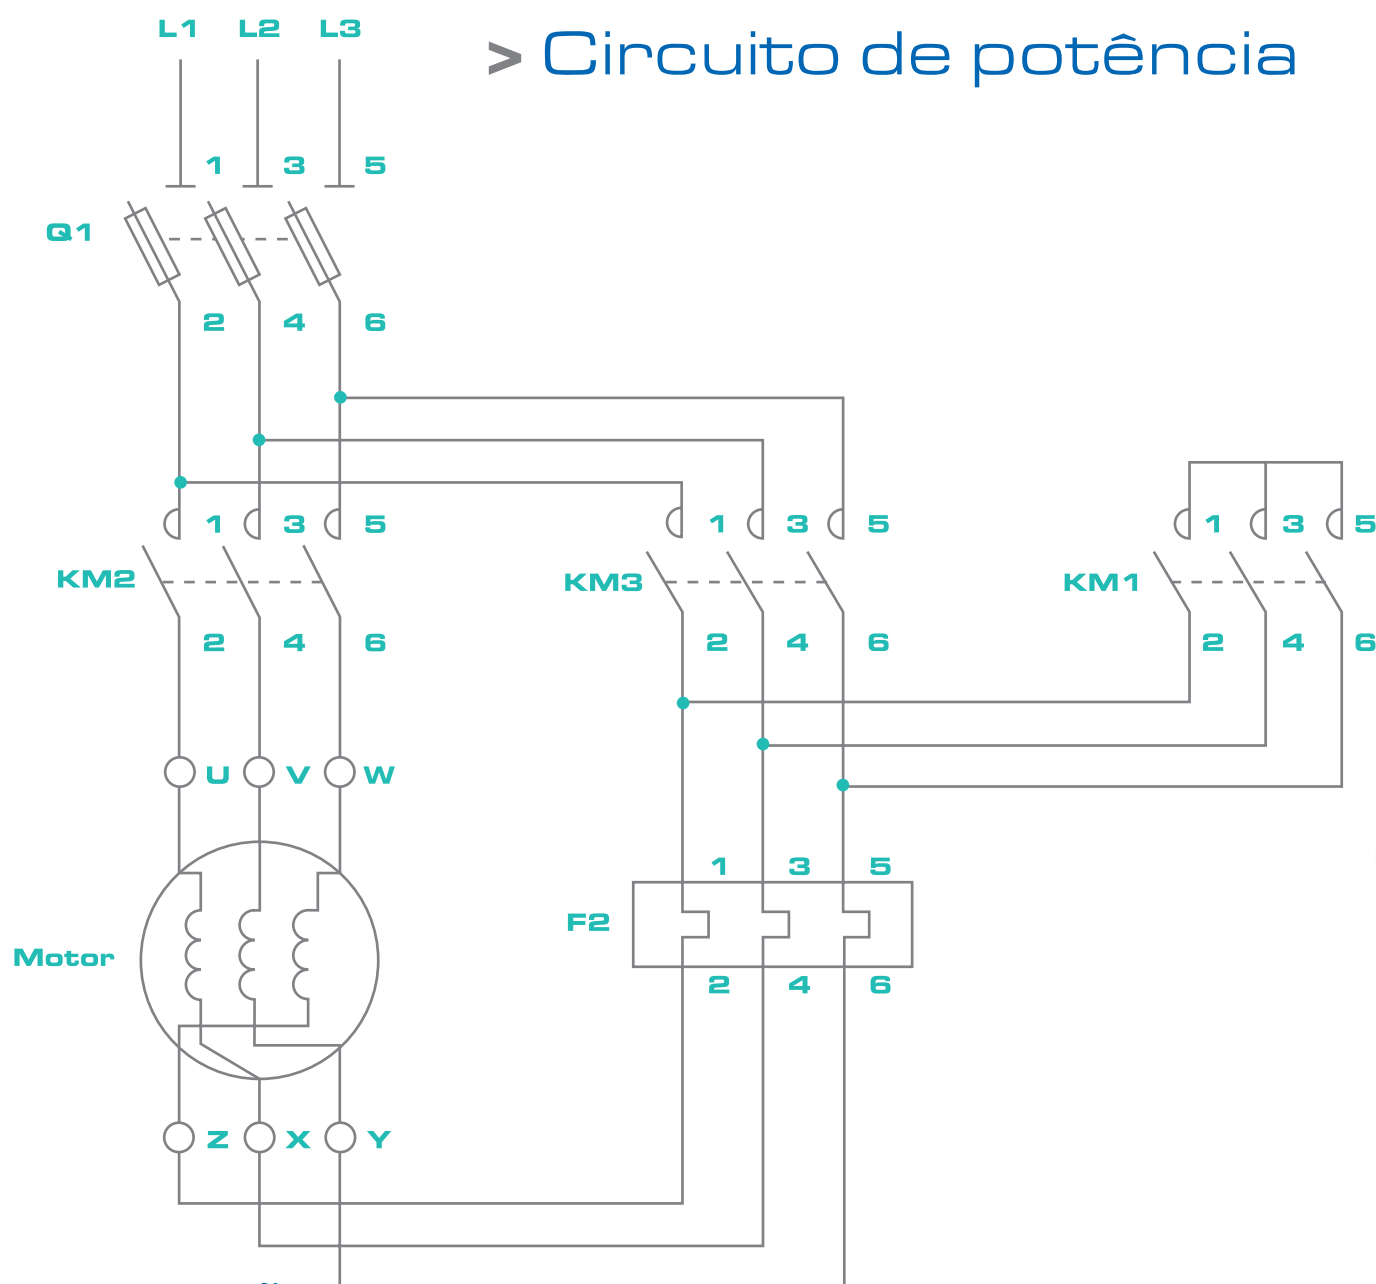 L1 L2 L3
> Circuito de potência
1 3 5
Q1
2 4 6
1 3 5 1 3 5 1 3 5
KM2 KM3 KM1
2 4 6 2 4 6 2 4 6
U V W
1 3 5
F2
Motor
2 4 6
Z X Y